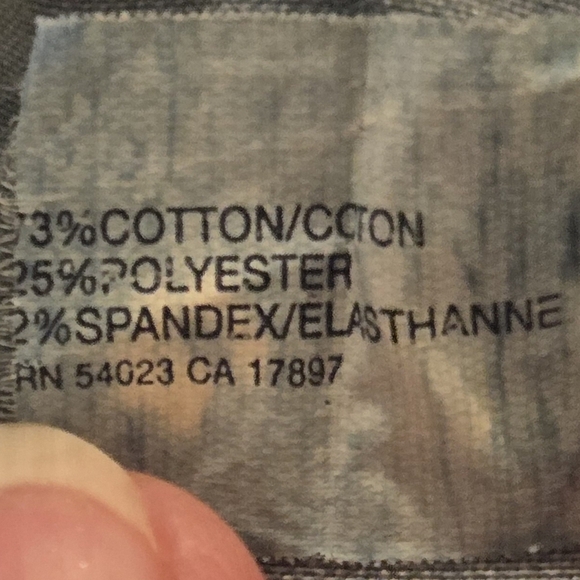 73%COTTON/COTON
25%POLYESTER
2%SPANDEX/ELASTHANNE
RN 54023 CA 17897